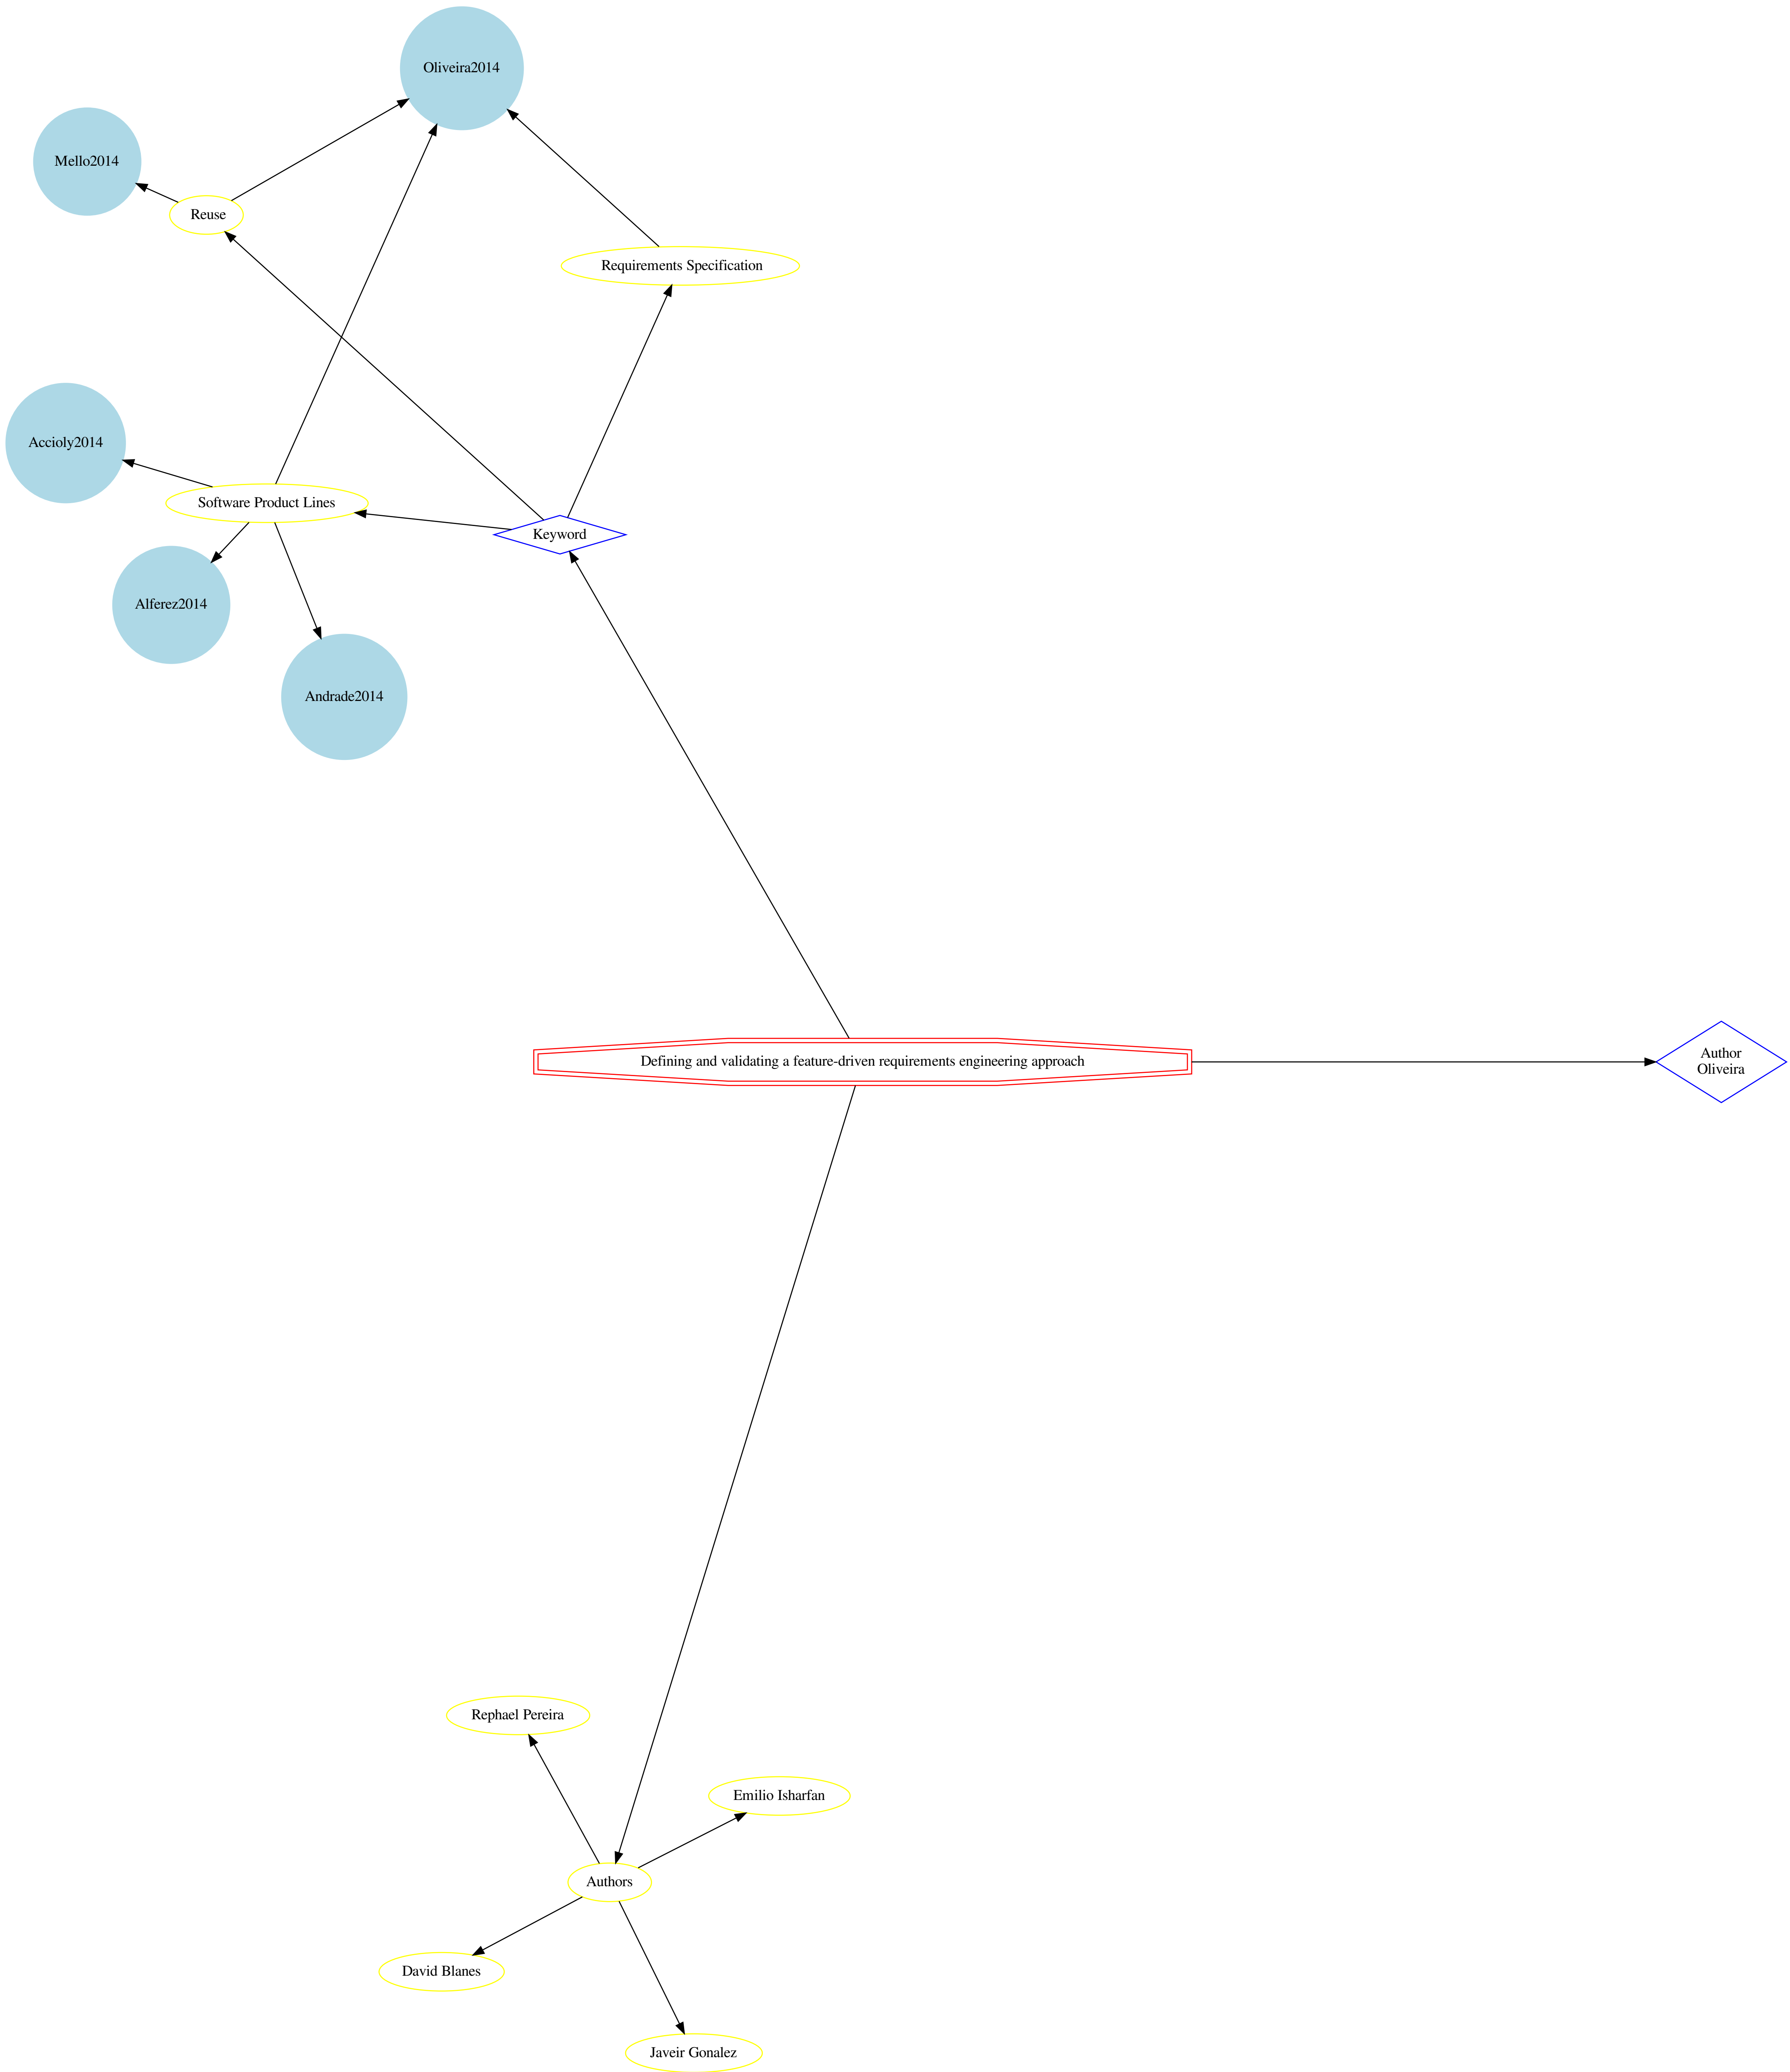 Oliveira2014
Mello2014
Reuse
Requirements Specification
Accioly2014
Software Product Lines
Keyword
Alferez2014
Andrade2014
Defining and validating a feature-driven requirements engineering approach
Author
Oliveira
Rephael Pereira
Emilio Isharfan
Authors
David Blanes
Javeir Gonalez